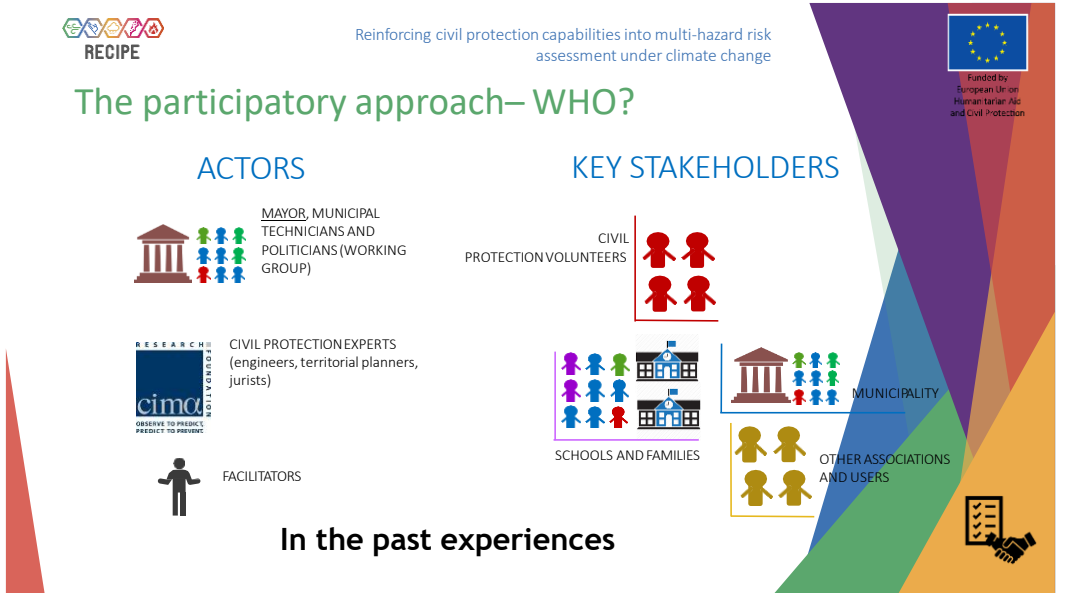 RECIPE
Reinforcing civil protection capabilities into multi-hazard risk
assessment under climate change
Funded by
European Union
Humanitarian Aid
and Civil Protection
The participatory approach– WHO?
ACTORS
MAYOR, MUNICIPAL
TECHNICIANS AND
POLITICIANS (WORKING
GROUP)
RESEARCH
FOUNDATION
cima
OBSERVE TO PREDICT,
PREDICT TO PREVENT.
CIVIL PROTECTION EXPERTS
(engineers, territorial planners,
jurists)
FACILITATORS
KEY STAKEHOLDERS
CIVIL
PROTECTION VOLUNTEERS
SCHOOLS AND FAMILIES
MUNICIPALITY
OTHER ASSOCIATIONS
AND USERS
In the past experiences